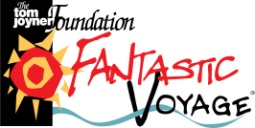 The
tom
joyner Foundation
FANTASTIC
VOYAGE®